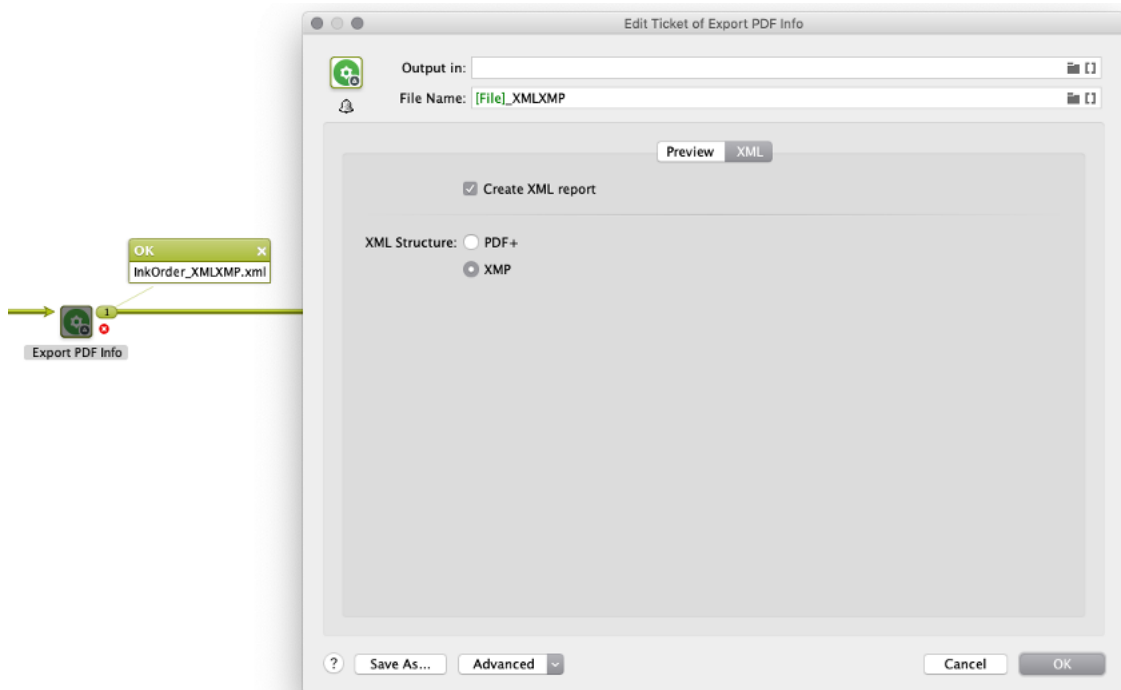 Edit Ticket of Export PDF Info
Output in:
File Name: [File]_XMLXMP
Preview XML
Create XML report
XML Structure: PDF+
XMP
OK
InkOrder_XMLXMP.xml
1
Export PDF Info
? Save As... Advanced Cancel OK